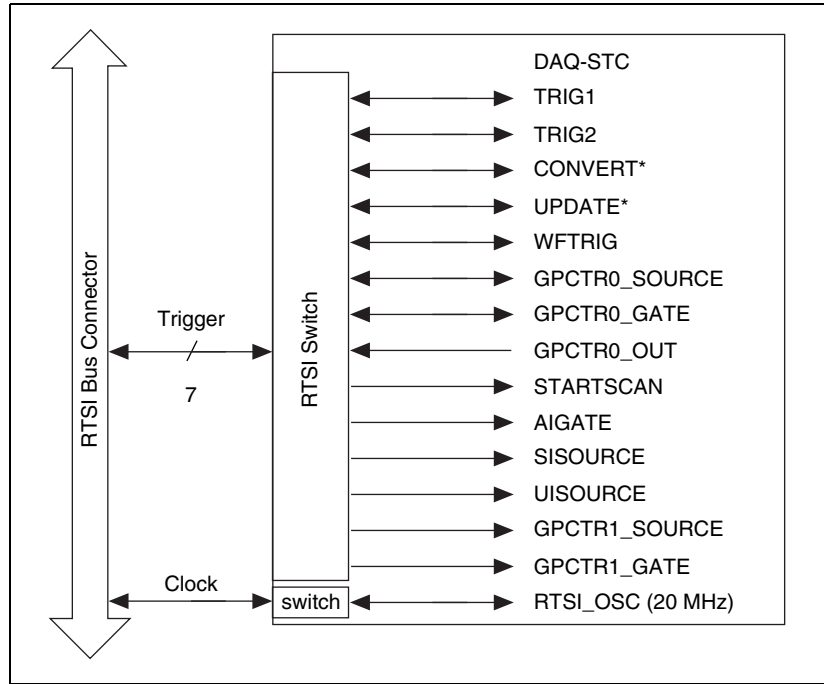 DAQ-STC
TRIG1
TRIG2
CONVERT*
UPDATE*
WFTRIG
GPCTR0_SOURCE
GPCTR0_GATE
GPCTR0_OUT
STARTSCAN
AIGATE
SISOURCE
UISOURCE
GPCTR1_SOURCE
GPCTR1_GATE
RTSI_OSC (20 MHz)
RTSI Bus Connector
Trigger
7
RTSI Switch
Clock
switch